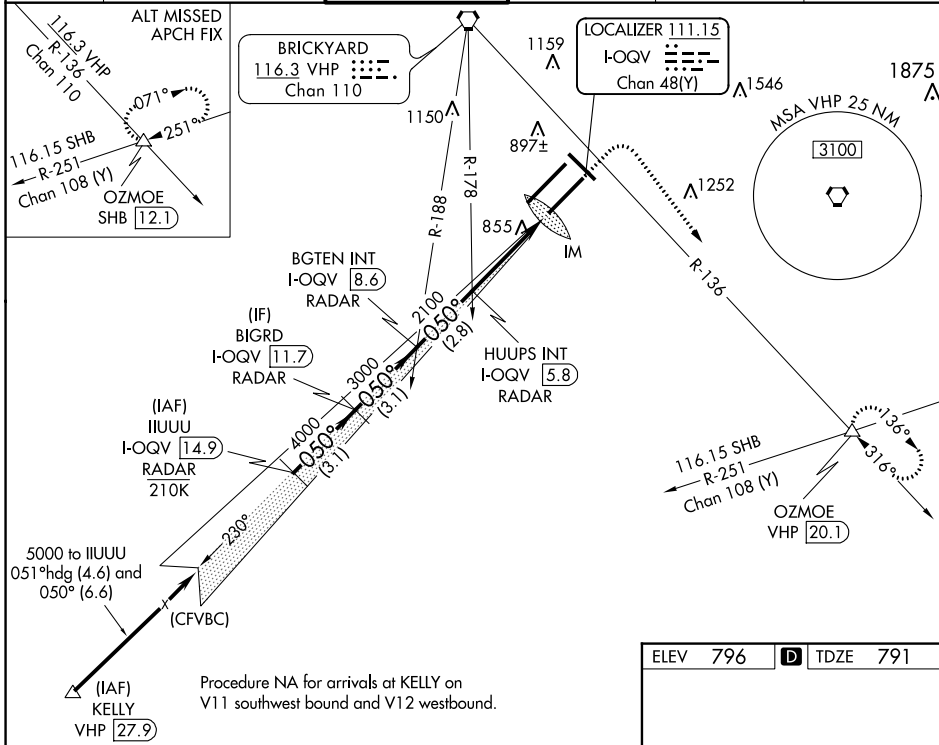 ALT MISSED
APCH FIX
116.3 VHP
R-136
Chan 110
071°
251°
116.15 SHB
R-251
Chan 108 (Y)
OZMOE
SHB 12.1
BRICKYARD
116.3 VHP
Chan 110
LOCALIZER 111.15
I-OQV
Chan 48(Y)
1159
1546
1875
1150
897±
1252
855
MSA VHP 25 NM
3100
R-188
R-178
R-136
IM
BGTEN INT
I-OQV 8.6
RADAR
2100
050°
(2.8)
HUUPS INT
I-OQV 5.8
RADAR
(IF)
BIGRD
I-OQV 11.7
RADAR
3000
050°
(3.1)
(IAF)
IIUUU
I-OQV 14.9
RADAR
210K
4000
050°
(3.1)
230°
116.15 SHB
R-251
Chan 108 (Y)
136°
316°
OZMOE
VHP 20.1
5000 to IIUUU
051°hdg (4.6) and
050° (6.6)
X
(CFVBC)
(IAF)
KELLY
VHP 27.9
Procedure NA for arrivals at KELLY on
V11 southwest bound and V12 westbound.
ELEV 796 D TDZE 791